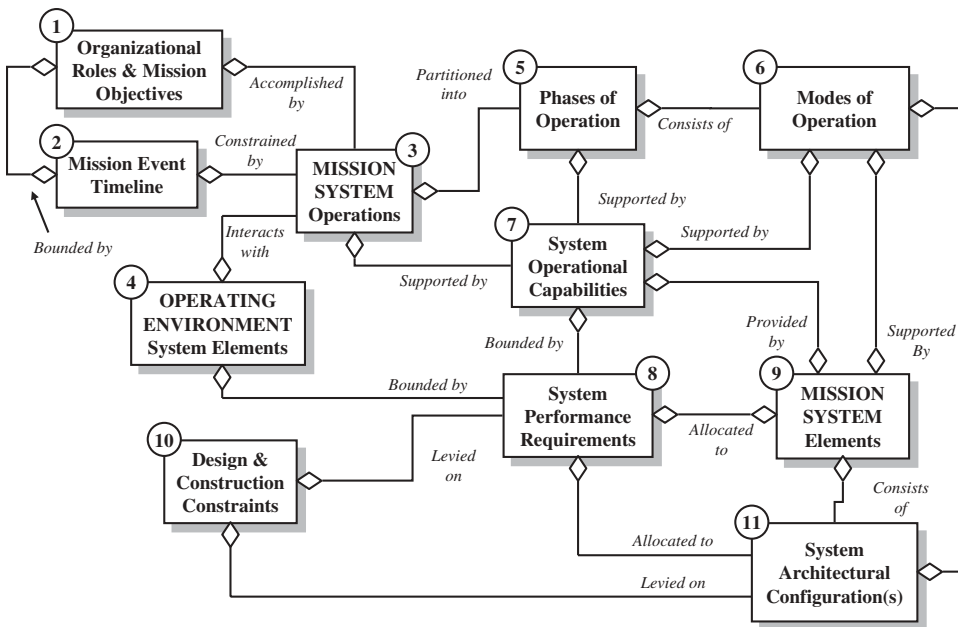 1
Organizational
Roles & Mission
Objectives
Accomplished
by
Partitioned
into
5
Phases of
Operation
Consists of
6
Modes of
Operation
2
Mission Event
Timeline
Constrained
by
3
MISSION
SYSTEM
Operations
Bounded by
Interacts
with
Supported by
7
System
Operational
Capabilities
Supported by
Supported by
4
OPERATING
ENVIRONMENT
System Elements
Bounded by
Provided
by
Supported
By
Bounded by
8
System
Performance
Requirements
Allocated
to
9
MISSION
SYSTEM
Elements
10
Design &
Construction
Constraints
Levied
on
Consists
of
11
System
Architectural
Configuration(s)
Allocated to
Levied on